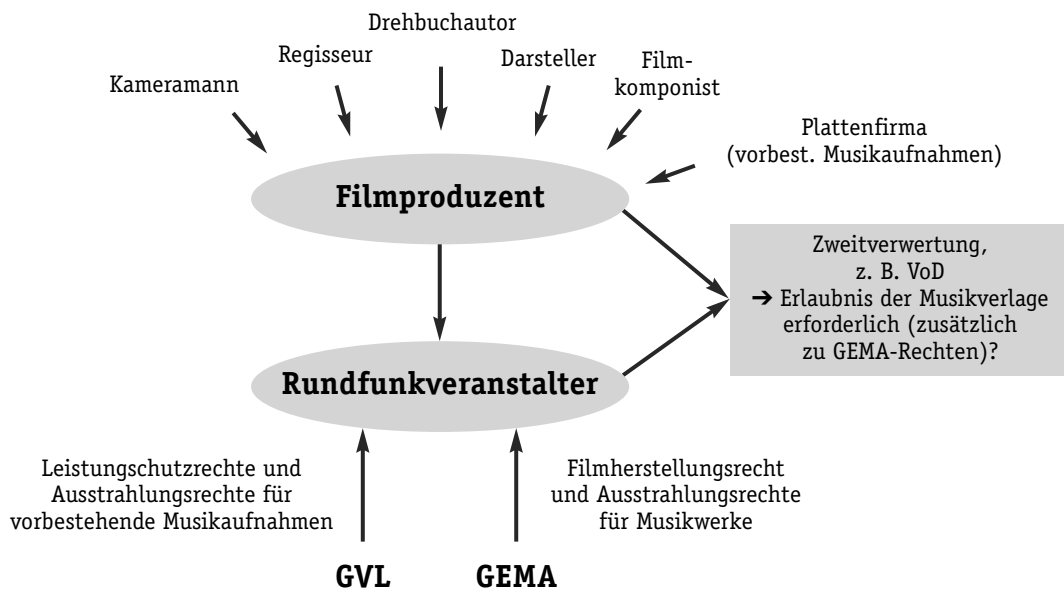 Drehbuchautor
Regisseur
Darsteller
Film-
komponist
Kameramann
Plattenfirma
(vorbest. Musikaufnahmen)
Filmproduzent
Zweitverwertung,
z. B. VoD
➔ Erlaubnis der Musikverlage
erforderlich (zusätzlich
zu GEMA-Rechten)?
Rundfunkveranstalter
Leistungschutzrechte und
Ausstrahlungsrechte für
vorbestehende Musikaufnahmen
Filmherstellungsrecht
und Ausstrahlungsrechte
für Musikwerke
GVL
GEMA